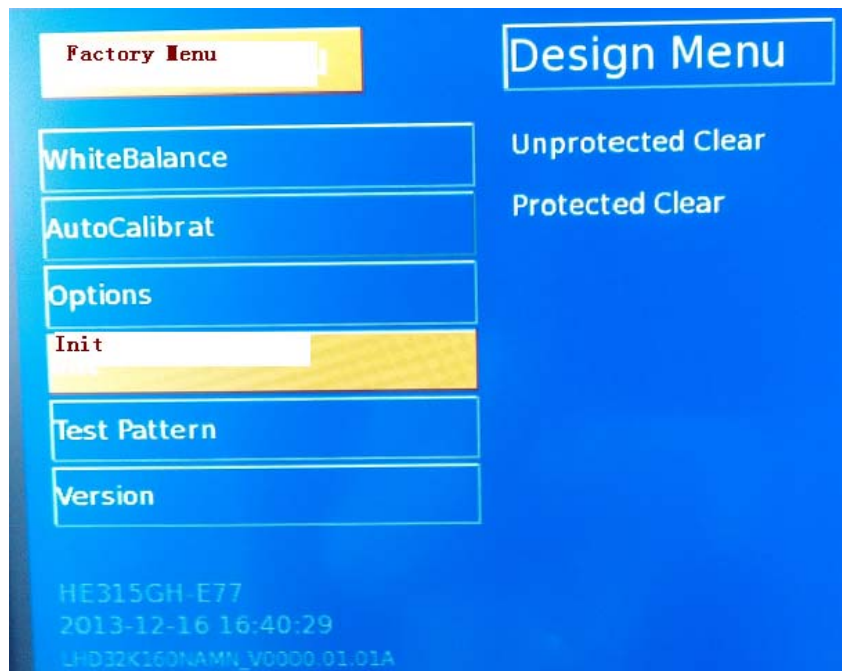 Factory Menu
Design Menu
WhiteBalance
AutoCalibrat
Options
Init
Test Pattern
Version
Unprotected Clear
Protected Clear
HE315GH-E77
2013-12-16 16:40:29
LHD32K160NAMN_V0000.01.01A